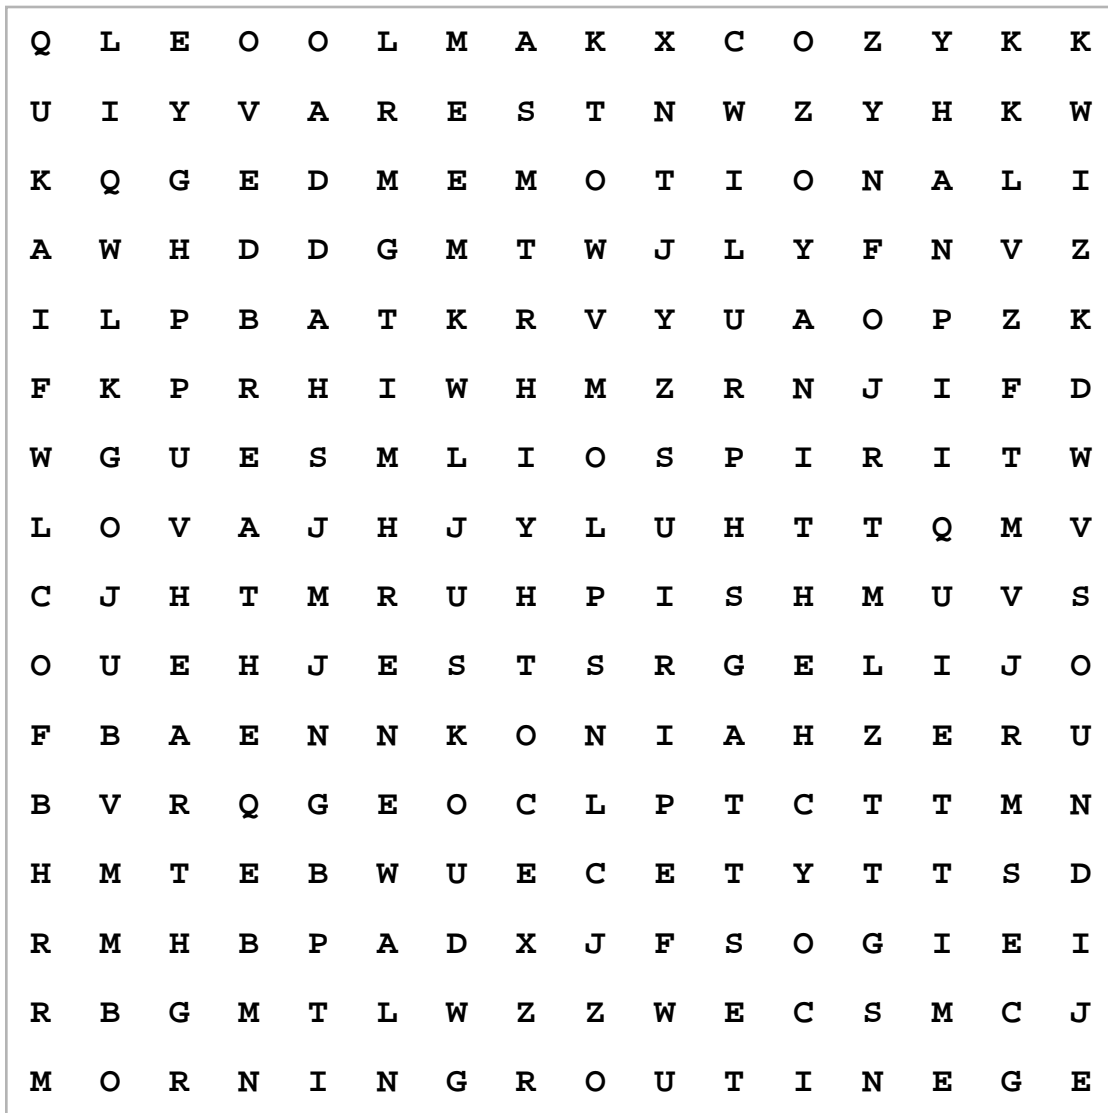 Q L E O O L M A K X C O Z Y K K
U I Y V A R E S T N W Z Y H K W
K Q G E D M E M O T I O N A L I
A W H D D G M T W J L Y F N V Z
I L P B A T K R V Y U A O P Z K
F K P R H I W H M Z R N J I F D
W G U E S M L I O S P I R I T W
L O V A J H J Y L U H T T Q M V
C J H T M R U H P I S H M U V S
O U E H J E S T S R G E L I J O
F B A E N N K O N I A H Z E R U
B V R Q G E O C L P T C T T M N
H M T E B W U E C E T Y T T S D
R M H B P A D X J F S O G I E I
R B G M T L W Z Z W E C S M C J
M O R N I N G R O U T I N E G E